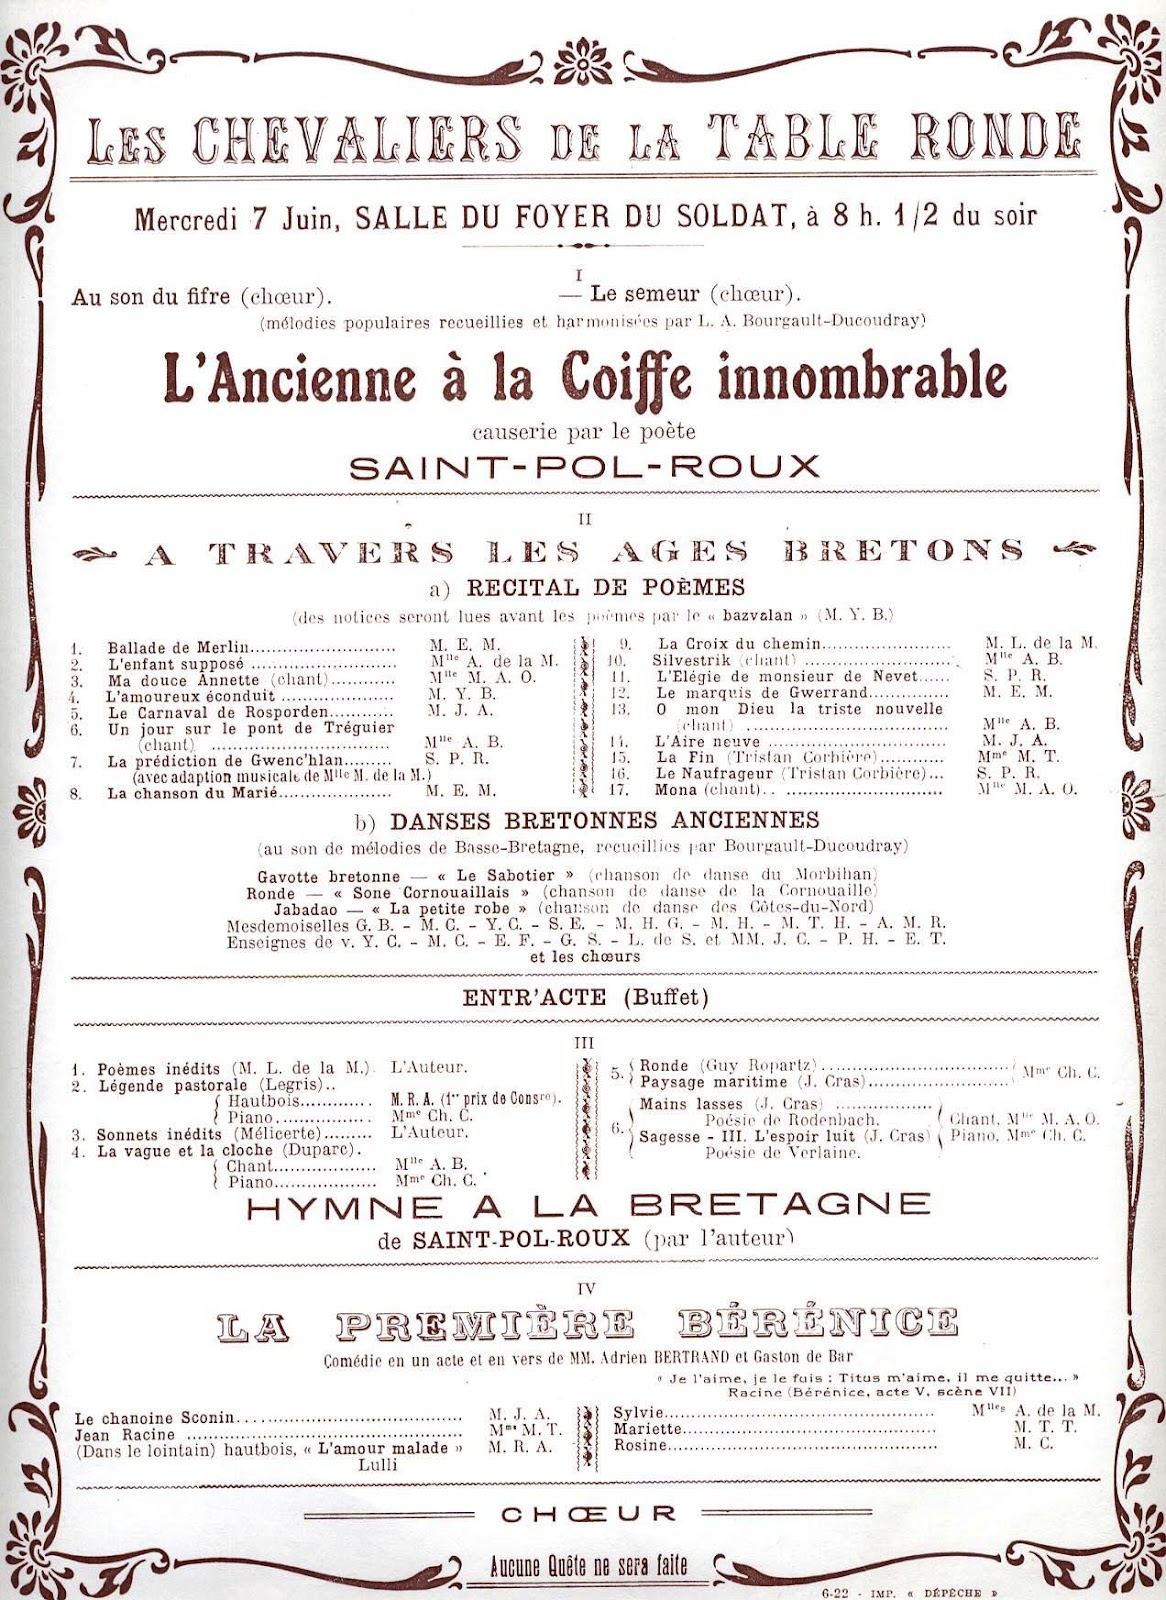 LES CHEVALIERS DE LA TABLE RONDE
Mercredi 7 Juin, SALLE DU FOYER DU SOLDAT, à 8 h. 1/2 du soir
I
Au son du fifre (chœur). — Le semeur (chœur).
(mélodies populaires recueillies et harmonisées par L. A. Bourgault-Ducoudray)
L'Ancienne à la Coiffe innombrable
causerie par le poète
SAINT-POL-ROUX
II
A TRAVERS LES AGES BRETONS
a) RECITAL DE POÈMES
(des notices seront lues avant les poèmes par le « bazvalan » (M. Y. B.)
1. Ballade de Merlin........................ M. E. M.
2. L'enfant supposé ........................ Mlle A. de la M.
3. Ma douce Annette (chant)........... Mlle M. A. O.
4. L'amoureux éconduit .................. M. Y. B.
5. Le Carnaval de Rosporden........... M. J. A.
6. Un jour sur le pont de Tréguier
(chant) .............................. Mlle A. B.
7. La prédiction de Gwenc'hlan......... S. P. R.
(avec adaption musicale de Mlle M. de la M.)
8. La chanson du Marié................... M. E. M.
9. La Croix du chemin..................... M. L. de la M.
10. Silvestrik (chant) ........................ Mlle A. B.
11. L'Elégie de monsieur de Nevet...... S. P. R.
12. Le marquis de Gwerrand.............. M. E. M.
13. O mon Dieu la triste nouvelle
(chant) ................................. Mlle A. B.
14. L'Aire neuve .............................. M. J. A.
15. La Fin (Tristan Corbière)............ Mme M. T.
16. Le Naufrageur (Tristan Corbière)... S. P. R.
17. Mona (chant).. ........................... Mlle M. A. O.
b) DANSES BRETONNES ANCIENNES
(au son de mélodies de Basse-Bretagne, recueillies par Bourgault-Ducoudray)
Gavotte bretonne — « Le Sabotier » (chanson de danse du Morbihan)
Ronde — « Sone Cornouaillais » (chanson de danse de la Cornouaille)
Jabadao — « La petite robe » (chanson de danse des Côtes-du-Nord)
Mesdemoiselles G. B. - M. C. - Y. C. - S. E. - M. H. G. - M. H. - M. T. H. - A. M. R.
Enseignes de v. Y. C. - M. C. - E. F. - G. S. - L. de S. et MM. J. C. - P. H. - E. T.
et les chœurs
ENTR'ACTE (Buffet)
III
1. Poèmes inédits (M. L. de la M.). L'Auteur.
2. Légende pastorale (Legris)..
Hautbois............ M. R. A. (1er prix de Consre).
Piano.................. Mme Ch. C.
3. Sonnets inédits (Mélicerte)......... L'Auteur.
4. La vague et la cloche (Duparc).
Chant.................. Mlle A. B.
Piano.................. Mme Ch. C.
5. Ronde (Guy Ropartz) ................................
Paysage maritime (J. Cras)........................ Mme Ch. C.
6. Mains lasses (J. Cras) ................
Poésie de Rodenbach. Chant, Mlle M. A. O.
Sagesse - III. L'espoir luit (J. Cras) Piano, Mme Ch. C.
Poésie de Verlaine.
HYMNE A LA BRETAGNE
de SAINT-POL-ROUX (par l'auteur)
IV
LA PREMIÈRE BÉRÉNICE
Comédie en un acte et en vers de MM. Adrien BERTRAND et Gaston de Bar
« Je l'aime, je le fuis ; Titus m'aime, il me quitte... »
Racine (Bérénice, acte V, scène VII)
Le chanoine Sconin.................................... M. J. A.
Jean Racine ............................................. Mme M. T.
(Dans le lointain) hautbois, « L'amour malade » M. R. A.
Lulli
Sylvie............................................. Mlles A. de la M.
Mariette.......................................... M. T. T.
Rosine............................................. M. C.
CHŒUR
Aucune Quête ne sera faite
6-22 - IMP. « DÉPÊCHE »